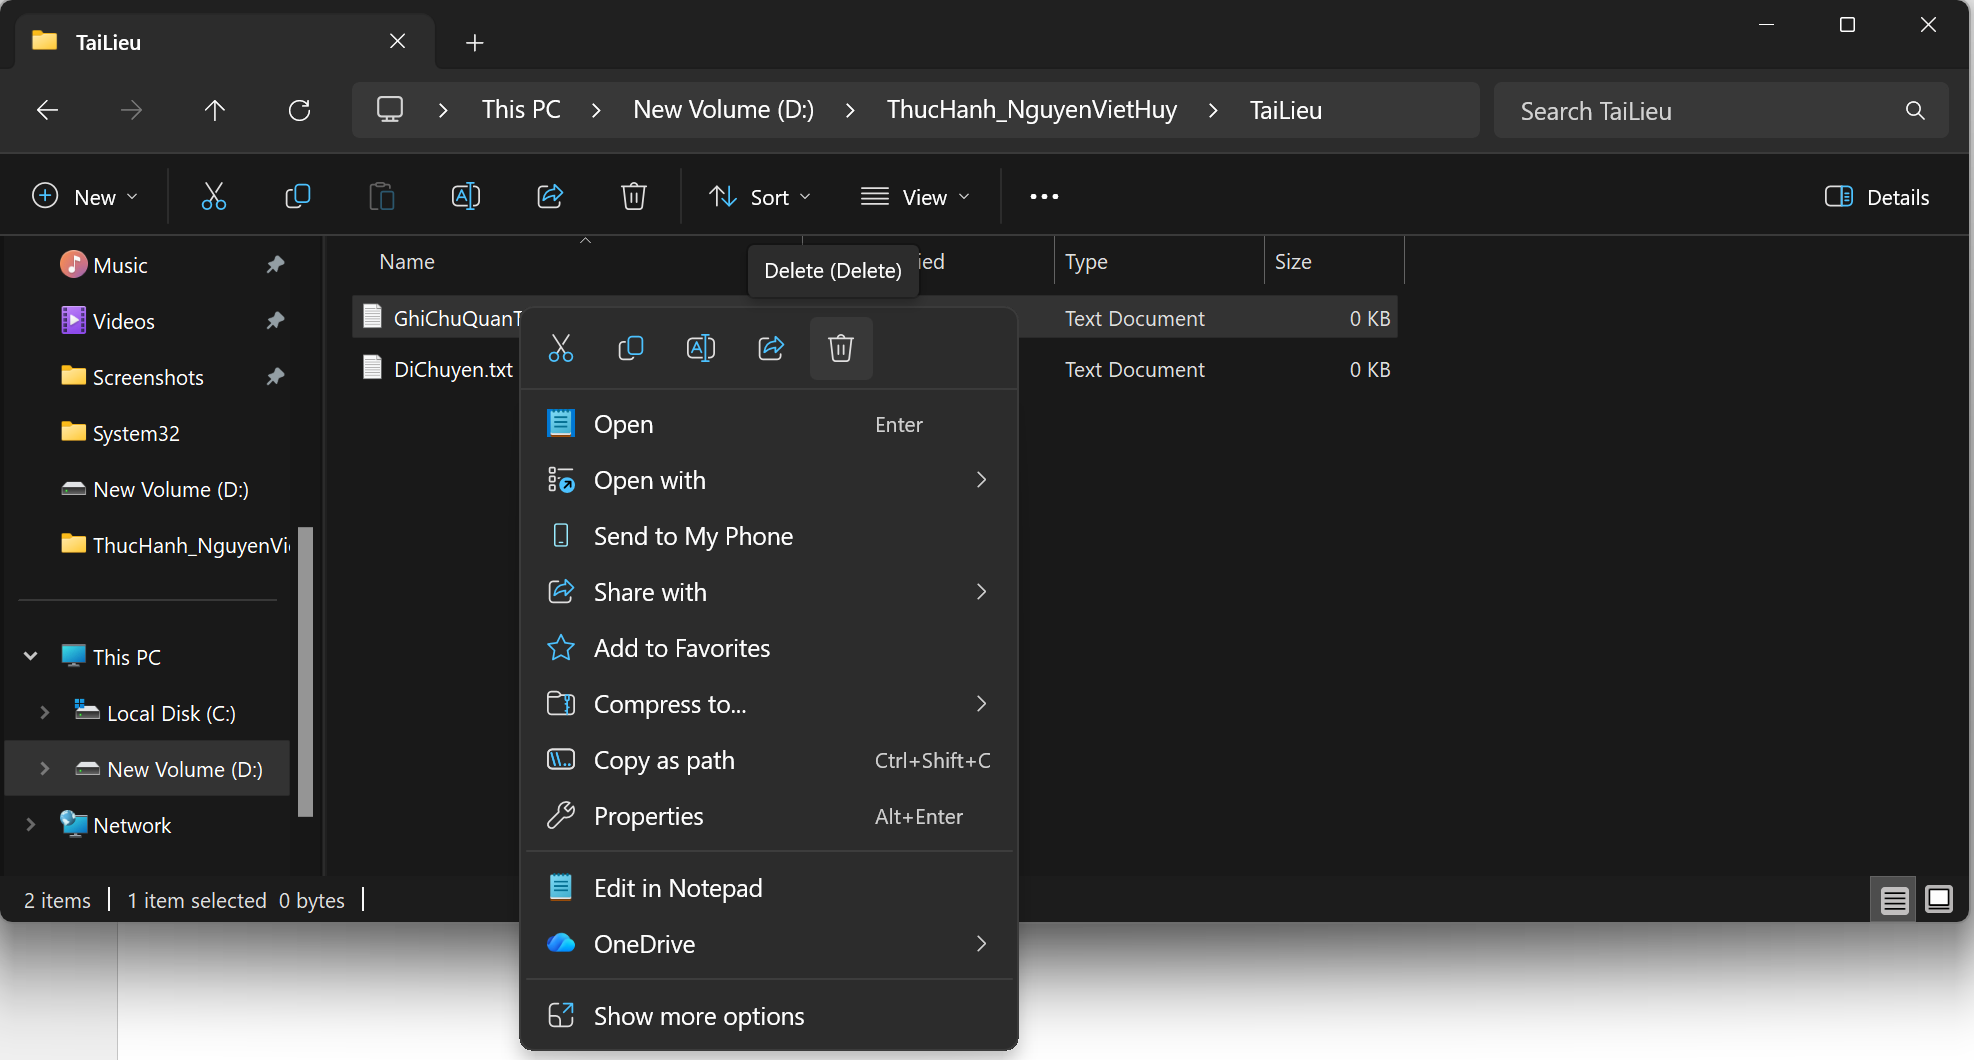 TaiLieu
This PC
New Volume (D:)
ThucHanh_NguyenVietHuy
TaiLieu
Search TaiLieu
New
Sort
View
Details
Music
Videos
Screenshots
System32
New Volume (D:)
ThucHanh_NguyenVi
This PC
Local Disk (C:)
New Volume (D:)
Network
Name
Type
Size
Delete (Delete)
GhiChuQuanT
Text Document
0 KB
DiChuyen.txt
Text Document
0 KB
Open
Enter
Open with
Send to My Phone
Share with
Add to Favorites
Compress to...
Copy as path
Ctrl+Shift+C
Properties
Alt+Enter
Edit in Notepad
OneDrive
Show more options
2 items
1 item selected 0 bytes